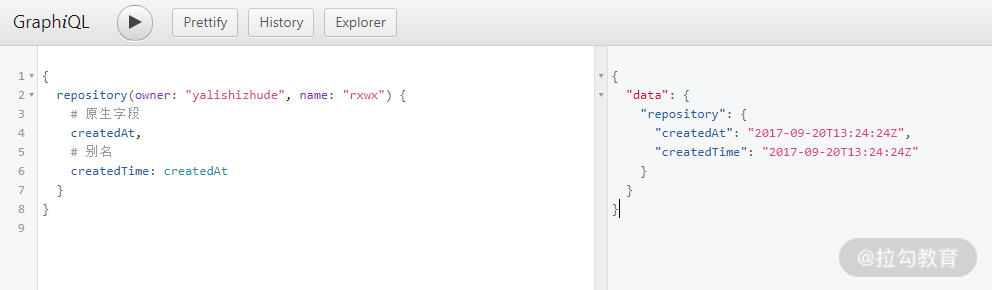 GraphiQL Prettify History Explorer
1 {
2 repository(owner: "yalishizhude", name: "rxwx") {
3 # 原生字段
4 createdAt,
5 # 别名
6 createdTime: createdAt
7 }
8 }
9
{
"data": {
"repository": {
"createdAt": "2017-09-20T13:24:24Z",
"createdTime": "2017-09-20T13:24:24Z"
}
}
}
@拉勾教育